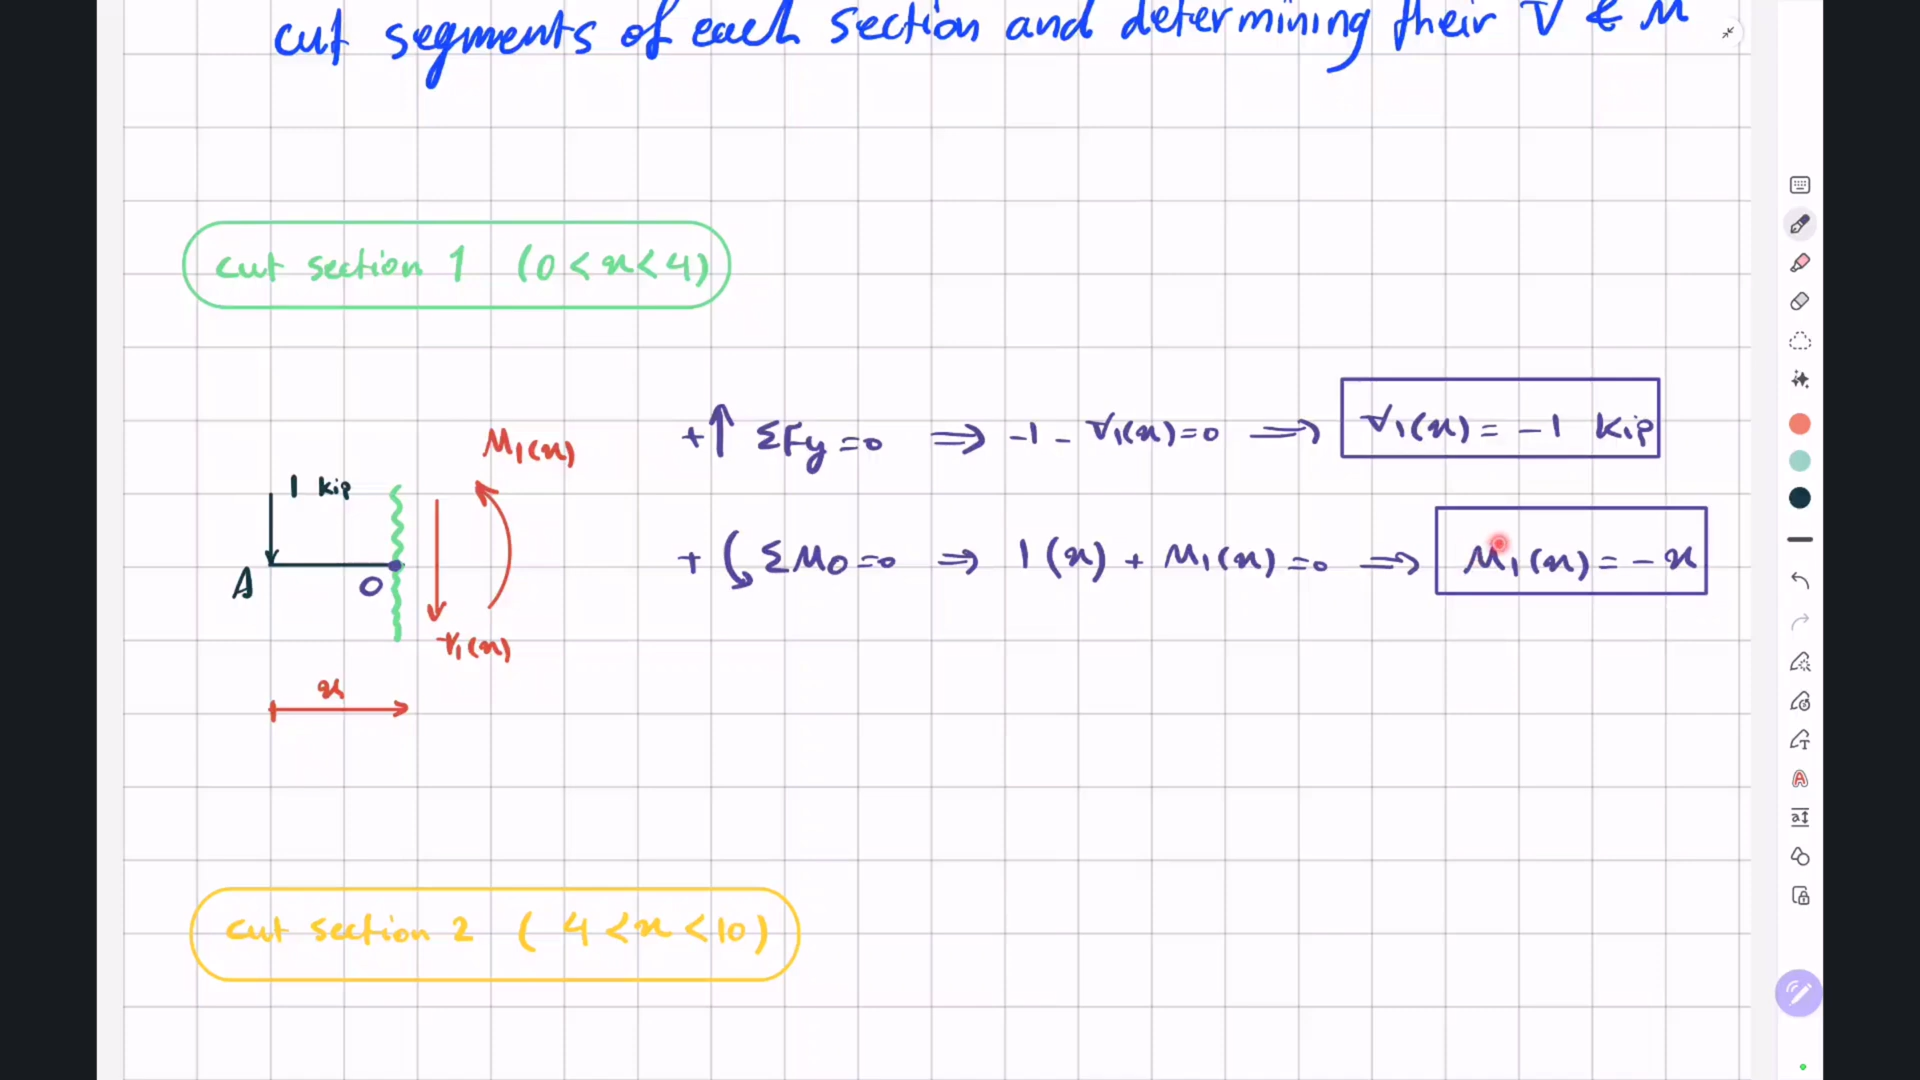 cut segments of each section and determining their V & M
cut section 1 (0 < x < 4)
M1(x)
1 kip
A
O
V1(x)
x
+↑ ΣFy = 0 ⇒ -1 - V1(x) = 0 ⇒ V1(x) = -1 kip
+ ΣMo = 0 ⇒ 1 (x) + M1(x) = 0 ⇒ M1(x) = - x
cut section 2 ( 4 < x < 10 )